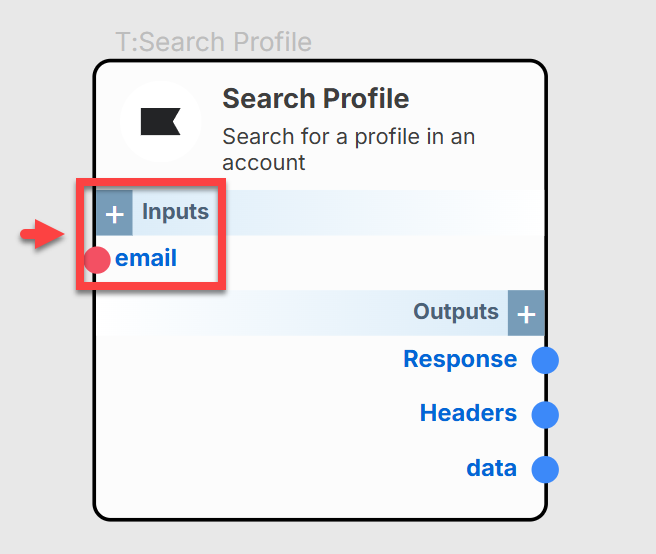 T:Search Profile
Search Profile
Search for a profile in an
account
+ Inputs
email
Outputs +
Response
Headers
data